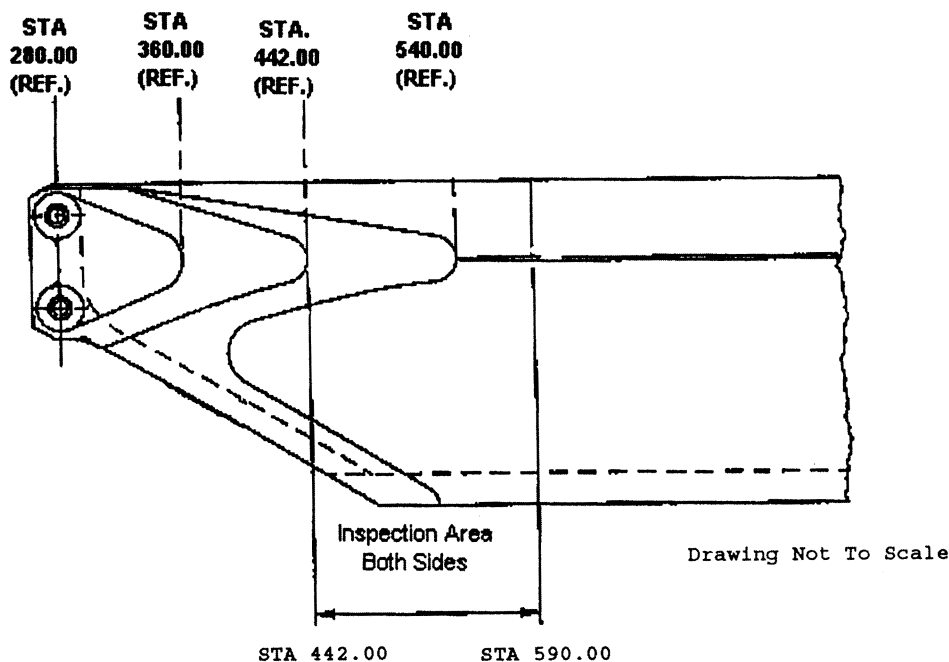 STA
280.00
(REF.)
STA
360.00
(REF.)
STA.
442.00
(REF.)
STA
540.00
(REF.)
Inspection Area
Both Sides
Drawing Not To Scale
STA 442.00
STA 590.00